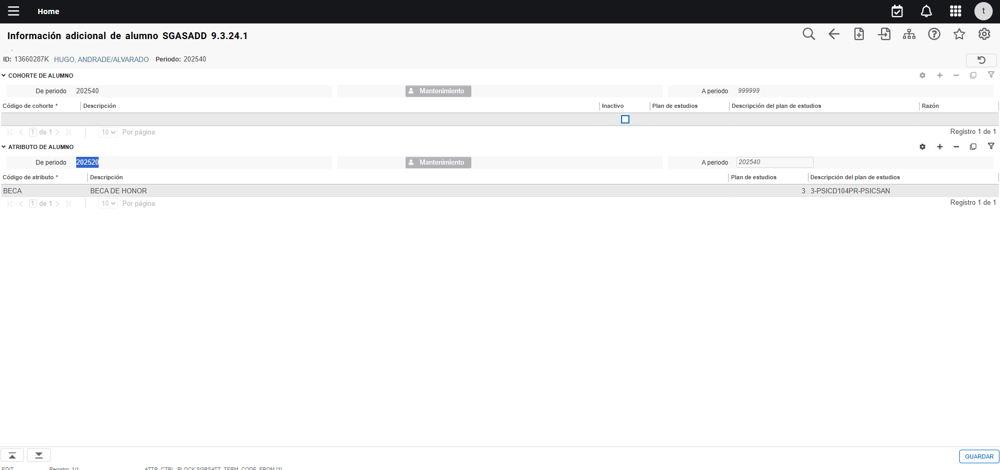 Home
t
Información adicional de alumno SGASADD 9.3.24.1
ID: 13660287K HUGO, ANDRADE/ALVARADO Periodo: 202540
COHORTE DE ALUMNO
De periodo 202540 Mantenimiento A periodo 999999
Código de cohorte * Descripción Inactivo Plan de estudios Descripción del plan de estudios Razón
1 de 1 10 Por página Registro 1 de 1
ATRIBUTO DE ALUMNO
De periodo 202520 Mantenimiento A periodo 202540
Código de atributo * Descripción Plan de estudios Descripción del plan de estudios
BECA BECA DE HONOR 3 3-PSICD104PR-PSICSAN
1 de 1 10 Por página Registro 1 de 1
GUARDAR
EDIT Registro: 1/1 ATTR_CTRL_BLOCK.SGRSATT_TERM_CODE_FROM [1]